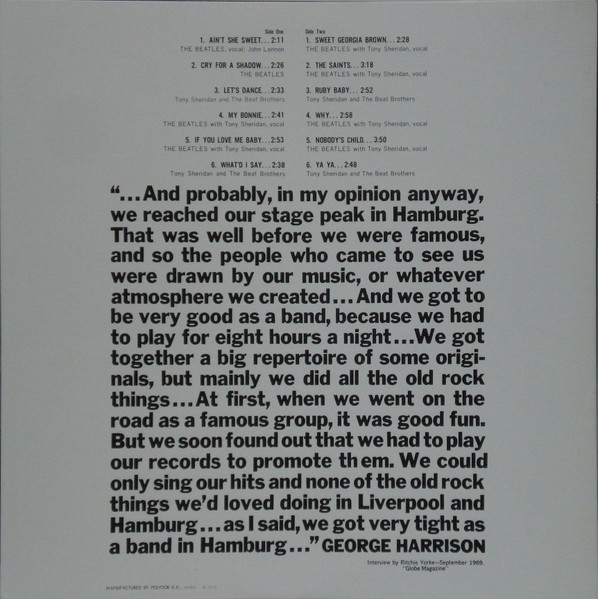 Side One
1. AIN'T SHE SWEET...2:11
THE BEATLES, vocal: John Lennon
2. CRY FOR A SHADOW...2:26
THE BEATLES
3. LET'S DANCE...2:33
Tony Sheridan and The Beat Brothers
4. MY BONNIE...2:41
THE BEATLES with Tony Sheridan, vocal
5. IF YOU LOVE ME BABY...2:53
THE BEATLES with Tony Sheridan, vocal
6. WHAT'D I SAY...2:38
Tony Sheridan and The Beat Brothers
Side Two
1. SWEET GEORGIA BROWN...2:28
THE BEATLES with Tony Sheridan, vocal
2. THE SAINTS...3:18
THE BEATLES with Tony Sheridan, vocal
3. RUBY BABY...2:52
Tony Sheridan and The Beat Brothers
4. WHY...2:58
THE BEATLES with Tony Sheridan, vocal
5. NOBODY'S CHILD...3:50
THE BEATLES with Tony Sheridan, vocal
6. YA YA...2:48
Tony Sheridan and The Beat Brothers
“...And probably, in my opinion anyway,
we reached our stage peak in Hamburg.
That was well before we were famous,
and so the people who came to see us
were drawn by our music, or whatever
atmosphere we created...And we got to
be very good as a band, because we had
to play for eight hours a night...We got
together a big repertoire of some origi-
nals, but mainly we did all the old rock
things...At first, when we went on the
road as a famous group, it was good fun.
But we soon found out that we had to play
our records to promote them. We could
only sing our hits and none of the old rock
things we'd loved doing in Liverpool and
Hamburg...as I said, we got very tight as
a band in Hamburg...” GEORGE HARRISON
Interview by Ritchie Yorke—September 1969.
"Globe Magazine"
MANUFACTURED BY POLYDOR K.K.,